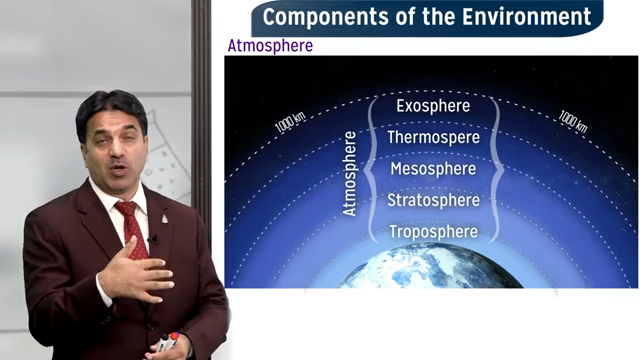 Components of the Environment
Atmosphere
1000 km
1000 km
Atmosphere
Exosphere
Thermospere
Mesosphere
Stratosphere
Troposphere